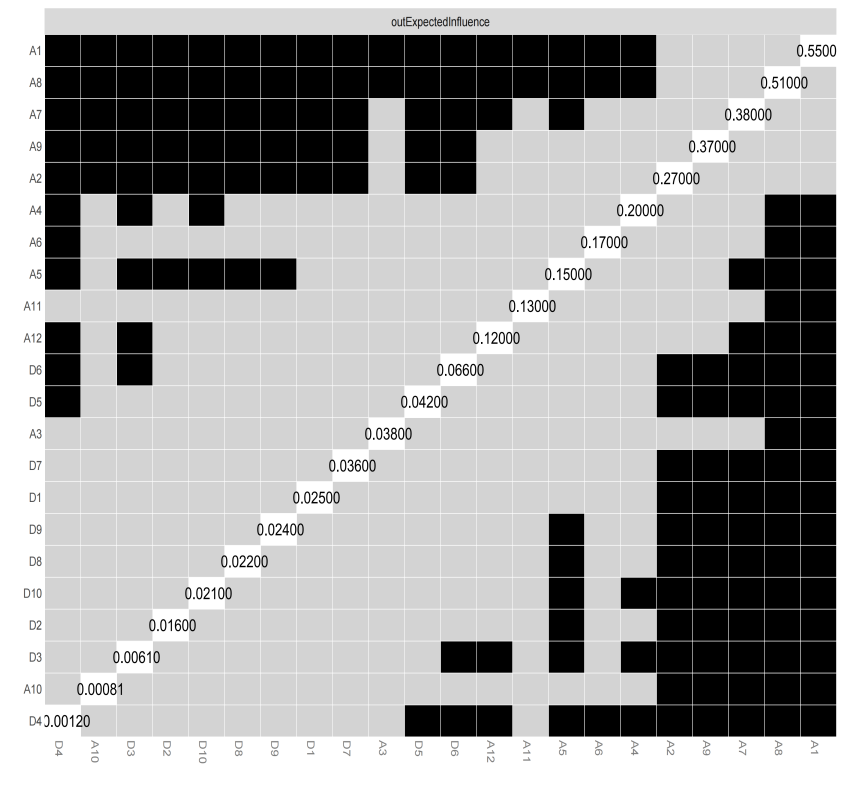 outExpectedInfluence
A1 0.5500
A8 0.51000
A7 0.38000
A9 0.37000
A2 0.27000
A4 0.20000
A6 0.17000
A5 0.15000
A11 0.13000
A12 0.12000
D6 0.06600
D5 0.04200
A3 0.03800
D7 0.03600
D1 0.02500
D9 0.02400
D8 0.02200
D10 0.02100
D2 0.01600
D3 0.00610
A10 0.00081
D4 0.00120
D4 A10 D3 D2 D10 D8 D9 D1 D7 A3 D5 D6 A12 A11 A5 A6 A4 A2 A9 A7 A8 A1